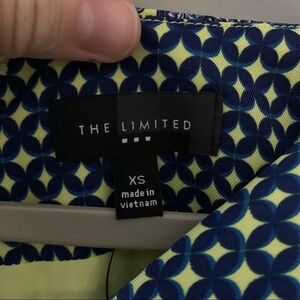 THE LIMITED
XS
made in
vietnam